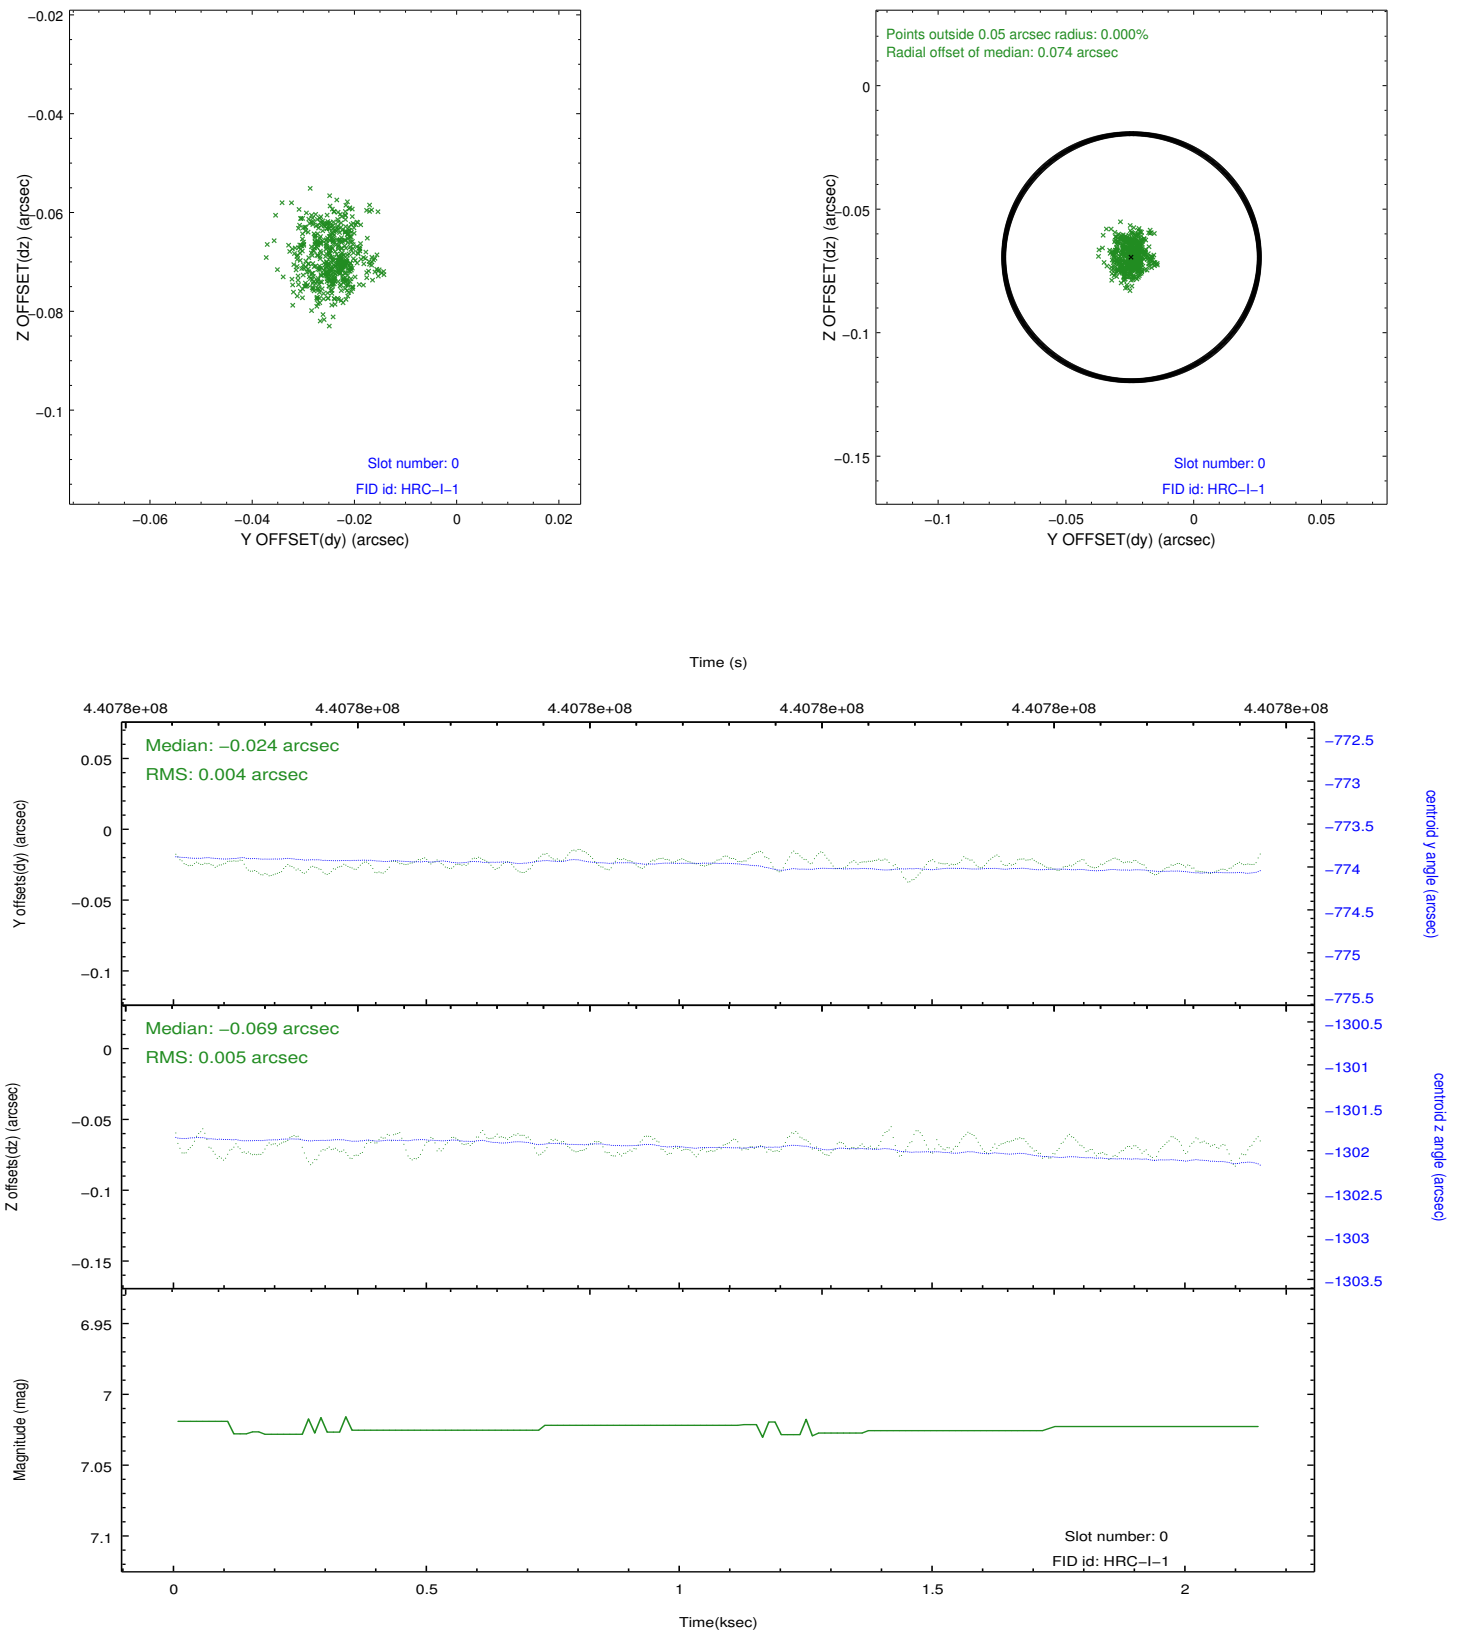 −0.02
−0.04
−0.06
−0.08
−0.1
Z OFFSET(dz) (arcsec)
Slot number: 0
FID id: HRC−I−1
−0.06 −0.04 −0.02 0 0.02
Y OFFSET(dy) (arcsec)
Points outside 0.05 arcsec radius: 0.000%
Radial offset of median: 0.074 arcsec
0
−0.05
−0.1
−0.15
Z OFFSET(dz) (arcsec)
Slot number: 0
FID id: HRC−I−1
−0.1 −0.05 0 0.05
Y OFFSET(dy) (arcsec)
Time (s)
4.4078e+08 4.4078e+08 4.4078e+08 4.4078e+08 4.4078e+08 4.4078e+08
Median: −0.024 arcsec
RMS: 0.004 arcsec
0.05
0
−0.05
−0.1
Y offsets(dy) (arcsec)
−772.5
−773
−773.5
−774
−774.5
−775
−775.5
centroid y angle (arcsec)
Median: −0.069 arcsec
RMS: 0.005 arcsec
0
−0.05
−0.1
−0.15
Z offsets(dz) (arcsec)
−1300.5
−1301
−1301.5
−1302
−1302.5
−1303
−1303.5
centroid z angle (arcsec)
6.95
7
7.05
7.1
Magnitude (mag)
Slot number: 0
FID id: HRC−I−1
0 0.5 1 1.5 2
Time(ksec)